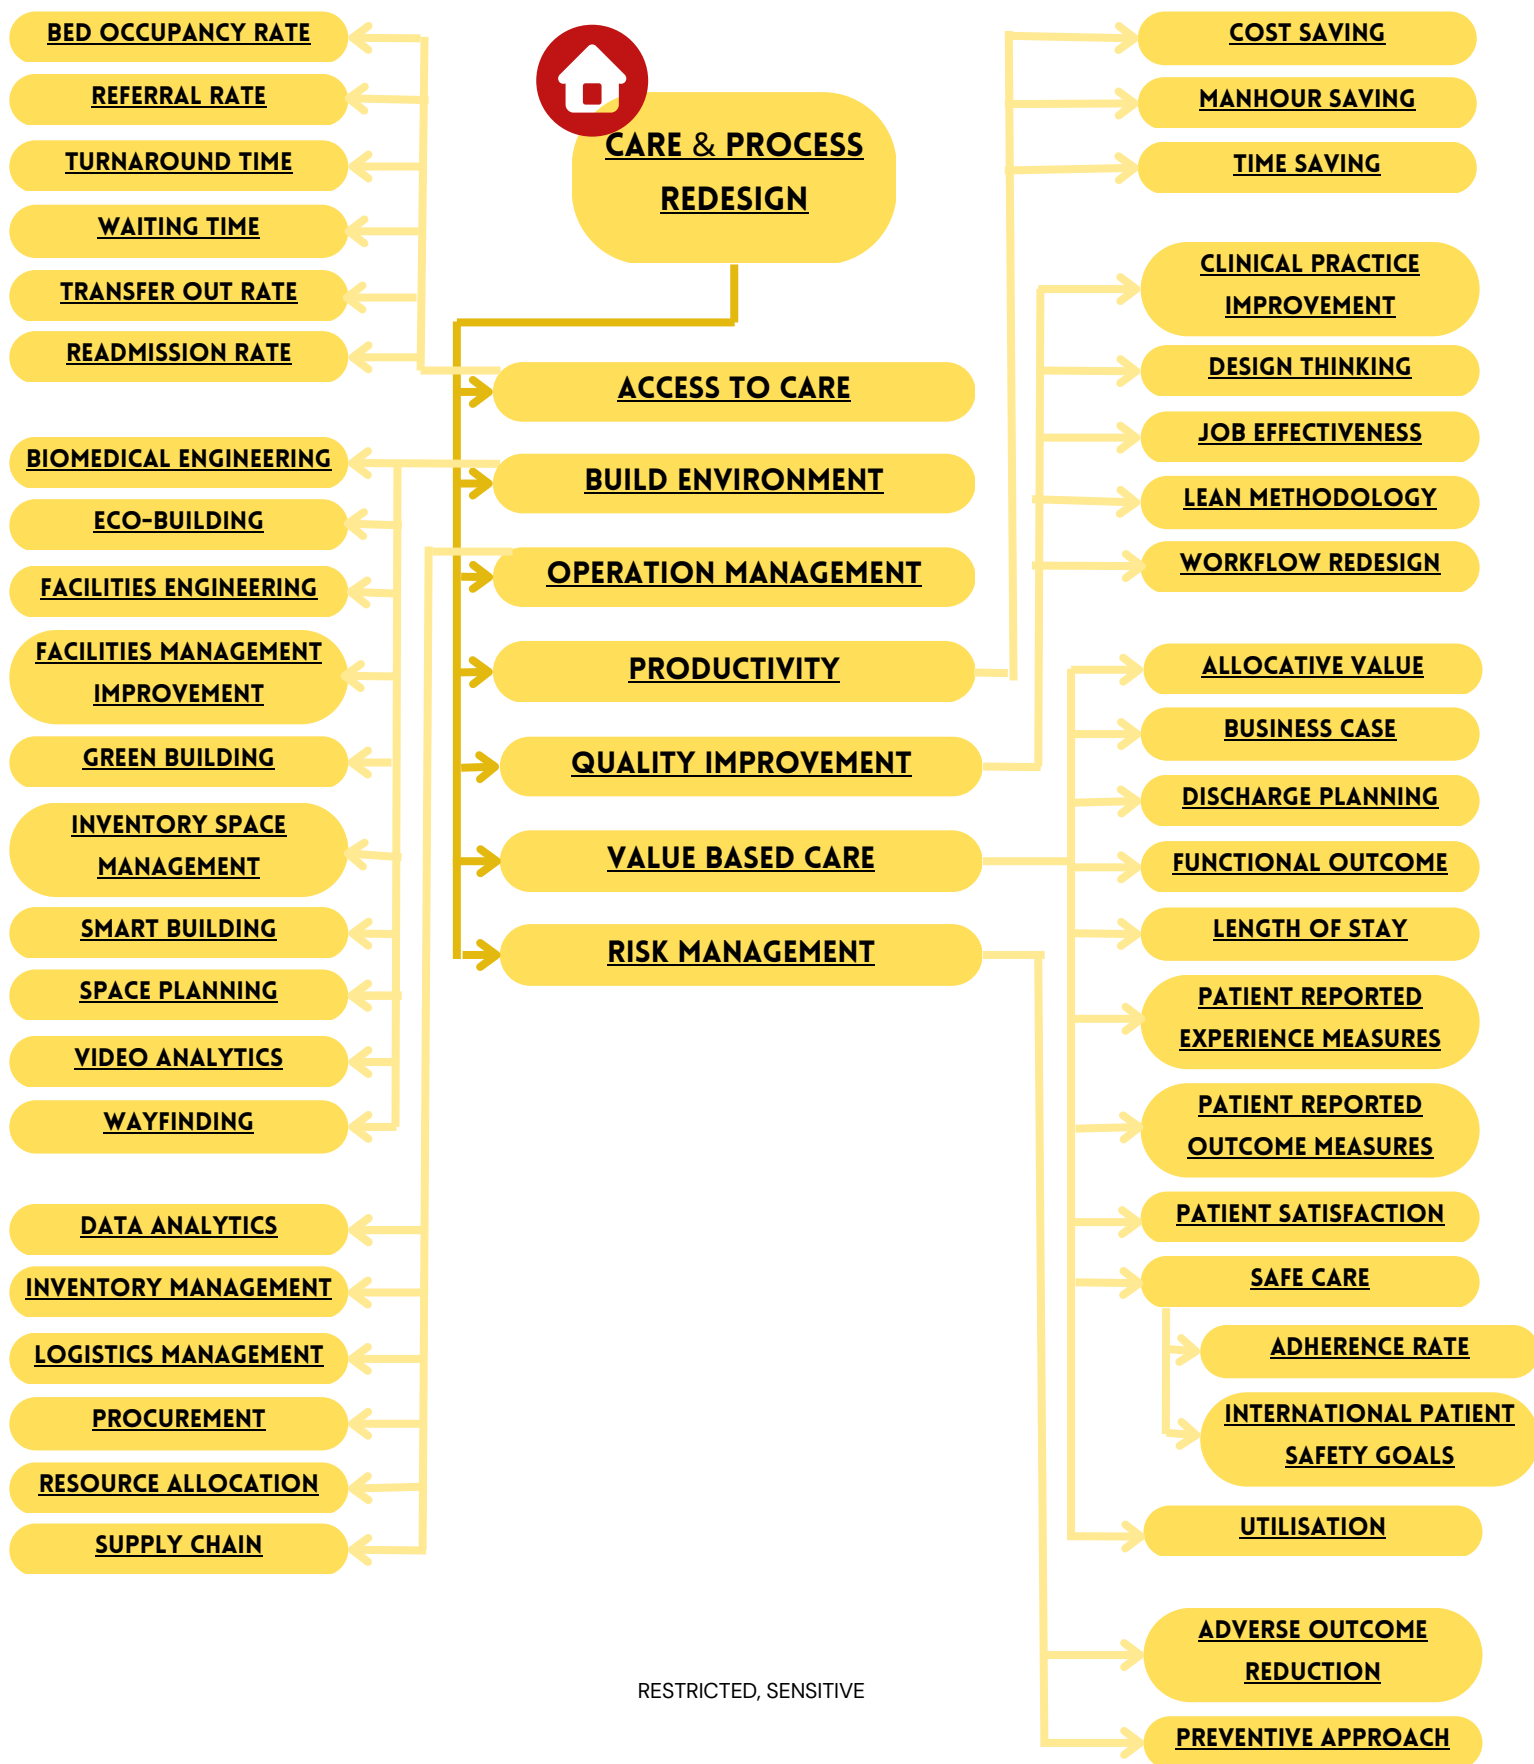 CARE & PROCESS
REDESIGN
ACCESS TO CARE
BUILD ENVIRONMENT
OPERATION MANAGEMENT
PRODUCTIVITY
QUALITY IMPROVEMENT
VALUE BASED CARE
RISK MANAGEMENT
BED OCCUPANCY RATE
REFERRAL RATE
TURNAROUND TIME
WAITING TIME
TRANSFER OUT RATE
READMISSION RATE
BIOMEDICAL ENGINEERING
ECO-BUILDING
FACILITIES ENGINEERING
FACILITIES MANAGEMENT
IMPROVEMENT
GREEN BUILDING
INVENTORY SPACE
MANAGEMENT
SMART BUILDING
SPACE PLANNING
VIDEO ANALYTICS
WAYFINDING
DATA ANALYTICS
INVENTORY MANAGEMENT
LOGISTICS MANAGEMENT
PROCUREMENT
RESOURCE ALLOCATION
SUPPLY CHAIN
COST SAVING
MANHOUR SAVING
TIME SAVING
CLINICAL PRACTICE
IMPROVEMENT
DESIGN THINKING
JOB EFFECTIVENESS
LEAN METHODOLOGY
WORKFLOW REDESIGN
ALLOCATIVE VALUE
BUSINESS CASE
DISCHARGE PLANNING
FUNCTIONAL OUTCOME
LENGTH OF STAY
PATIENT REPORTED
EXPERIENCE MEASURES
PATIENT REPORTED
OUTCOME MEASURES
PATIENT SATISFACTION
SAFE CARE
ADHERENCE RATE
INTERNATIONAL PATIENT
SAFETY GOALS
UTILISATION
ADVERSE OUTCOME
REDUCTION
PREVENTIVE APPROACH
RESTRICTED, SENSITIVE